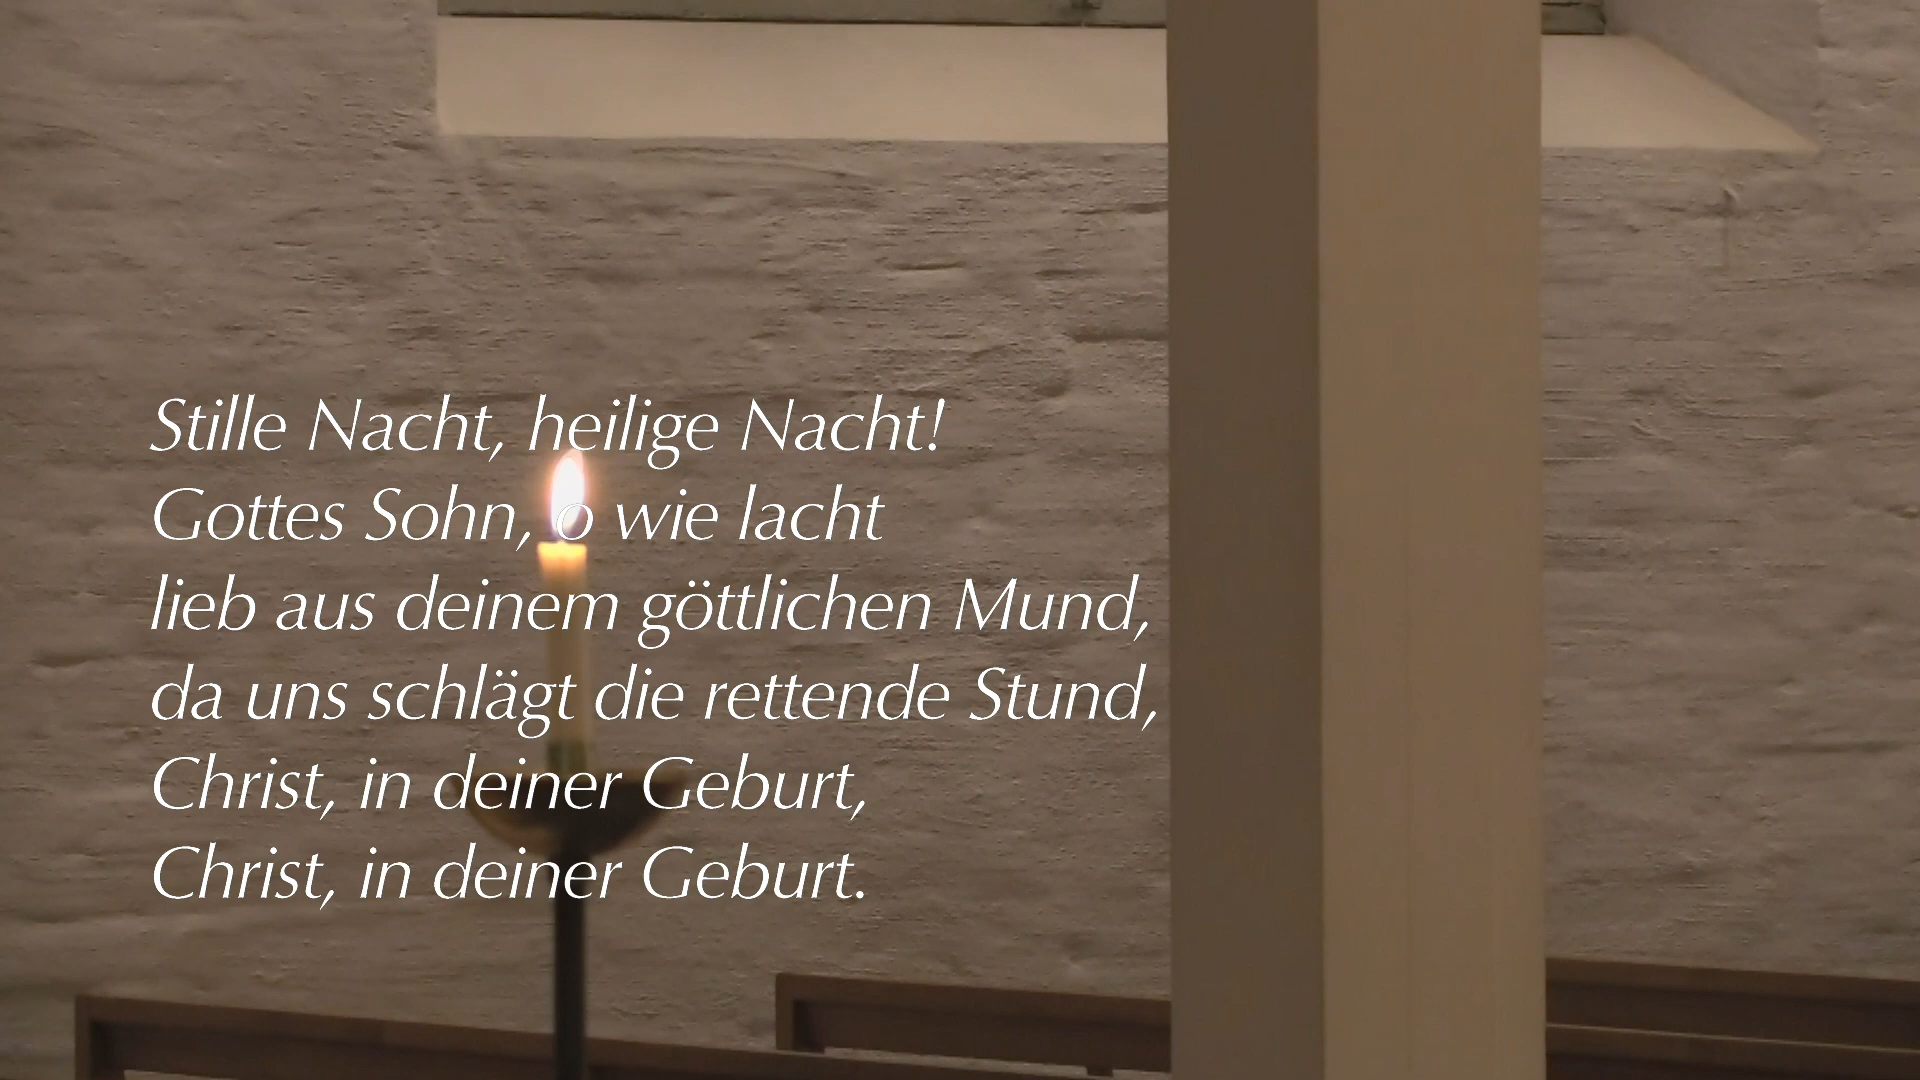 Stille Nacht, heilige Nacht!
Gottes Sohn, o wie lacht
lieb aus deinem göttlichen Mund,
da uns schlägt die rettende Stund,
Christ, in deiner Geburt,
Christ, in deiner Geburt.